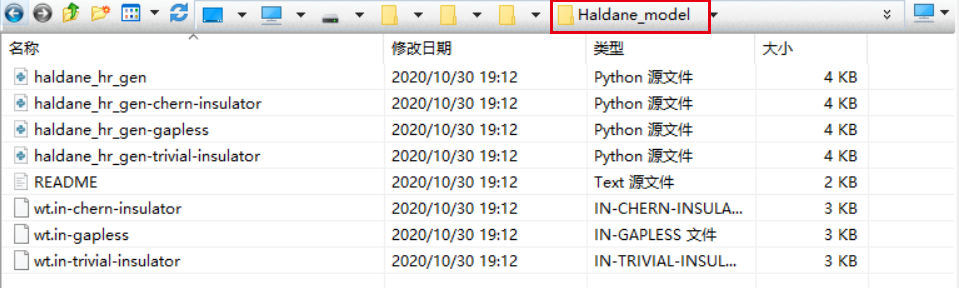 Haldane_model
名称 修改日期 类型 大小
haldane_hr_gen 2020/10/30 19:12 Python 源文件 4 KB
haldane_hr_gen-chern-insulator 2020/10/30 19:12 Python 源文件 4 KB
haldane_hr_gen-gapless 2020/10/30 19:12 Python 源文件 4 KB
haldane_hr_gen-trivial-insulator 2020/10/30 19:12 Python 源文件 4 KB
README 2020/10/30 19:12 Text 源文件 2 KB
wt.in-chern-insulator 2020/10/30 19:12 IN-CHERN-INSULA... 3 KB
wt.in-gapless 2020/10/30 19:12 IN-GAPLESS 文件 3 KB
wt.in-trivial-insulator 2020/10/30 19:12 IN-TRIVIAL-INSUL... 3 KB